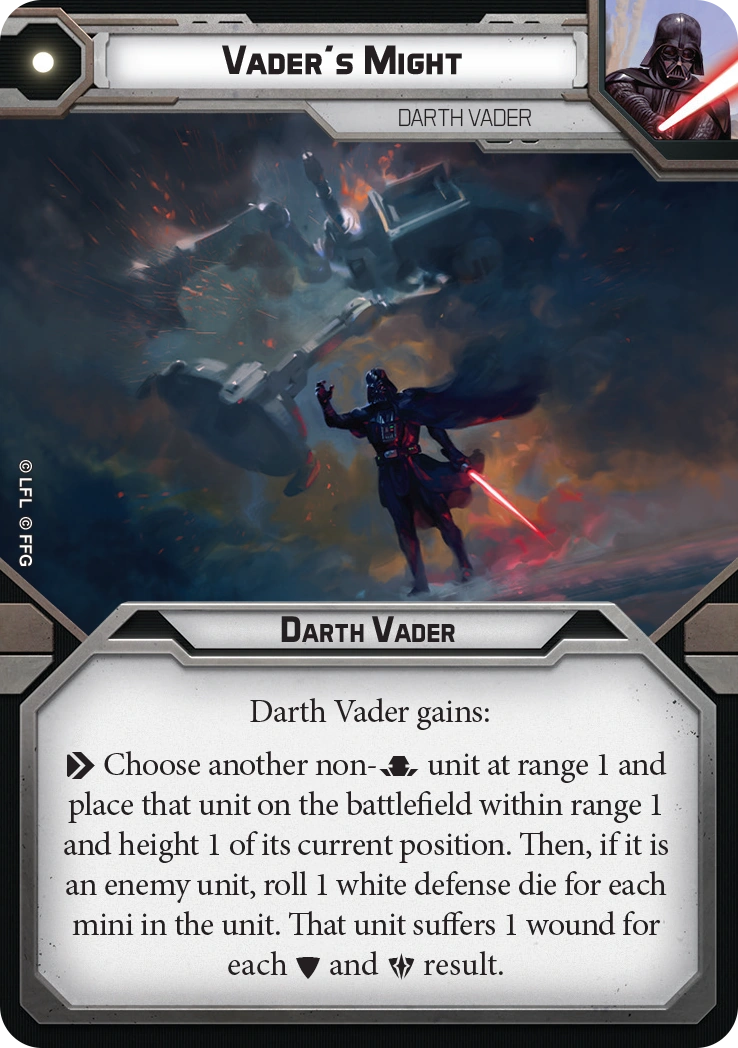 Vader´s Might
DARTH VADER
© LFL © FFG
Darth Vader
Darth Vader gains:
Choose another non- unit at range 1 and
place that unit on the battlefield within range 1
and height 1 of its current position. Then, if it is
an enemy unit, roll 1 white defense die for each
mini in the unit. That unit suffers 1 wound for
each and result.